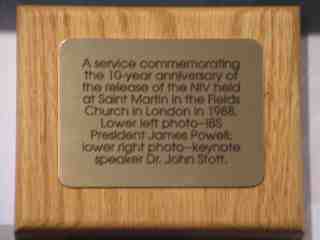 A service commemorating
the 10-year anniversary of
the release of the NIV held
at Saint Martin in the Fields
Church in London in 1988.
Lower left photo–IBS
President James Powell;
lower right photo–keynote
speaker Dr. John Stott.